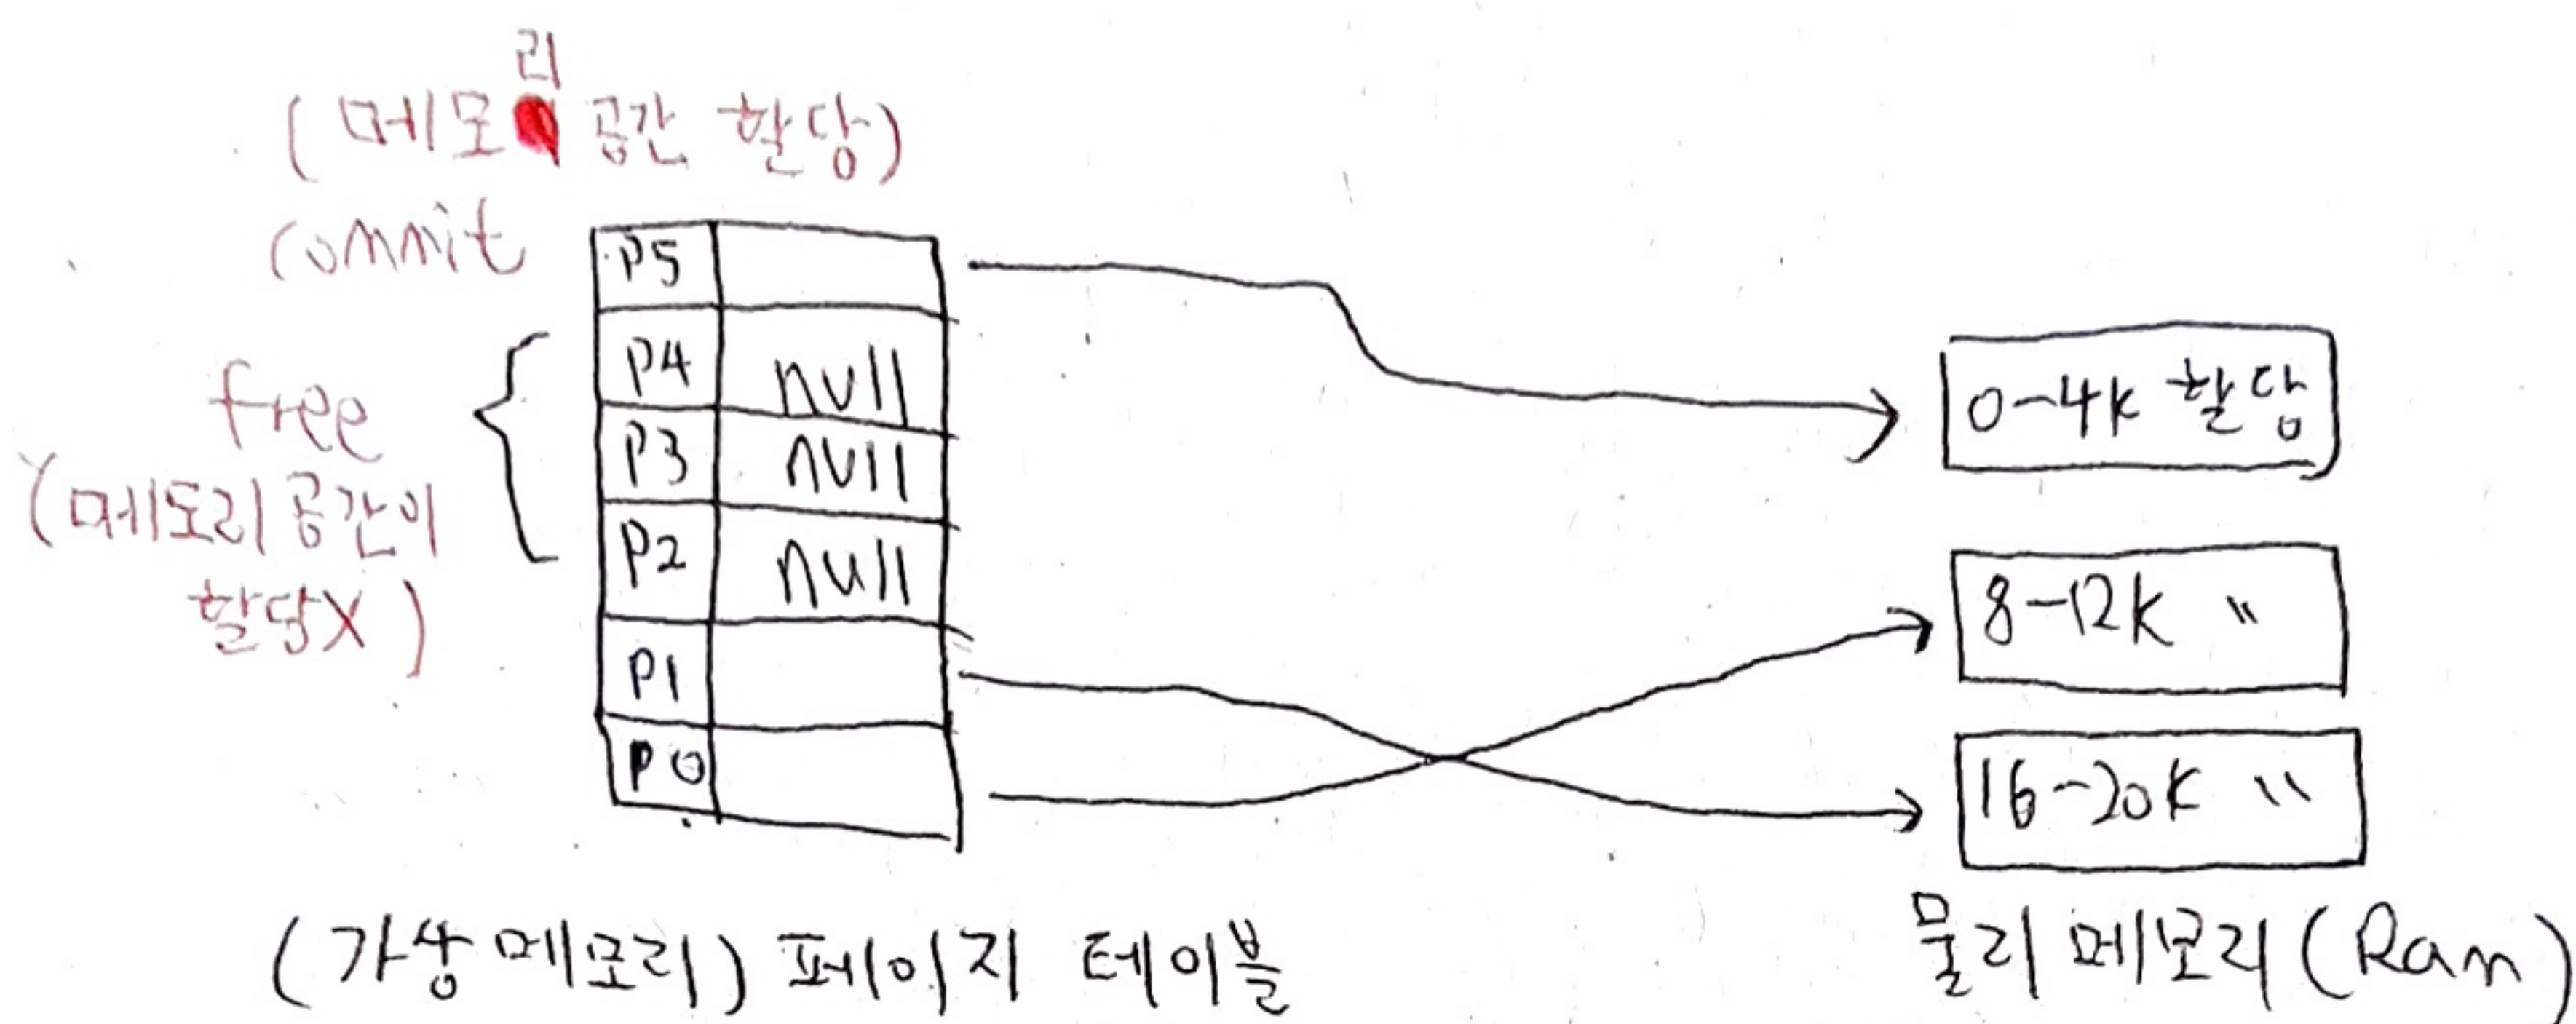 리
(메모 공간 할당)
commit
free
(메모리 공간이
할당X)
P5
P4 null
P3 null
P2 null
P1
P0
0-4k 할당
8-12k "
16-20k "
(가상 메모리) 페이지 테이블
물리 메모리 (Ram)